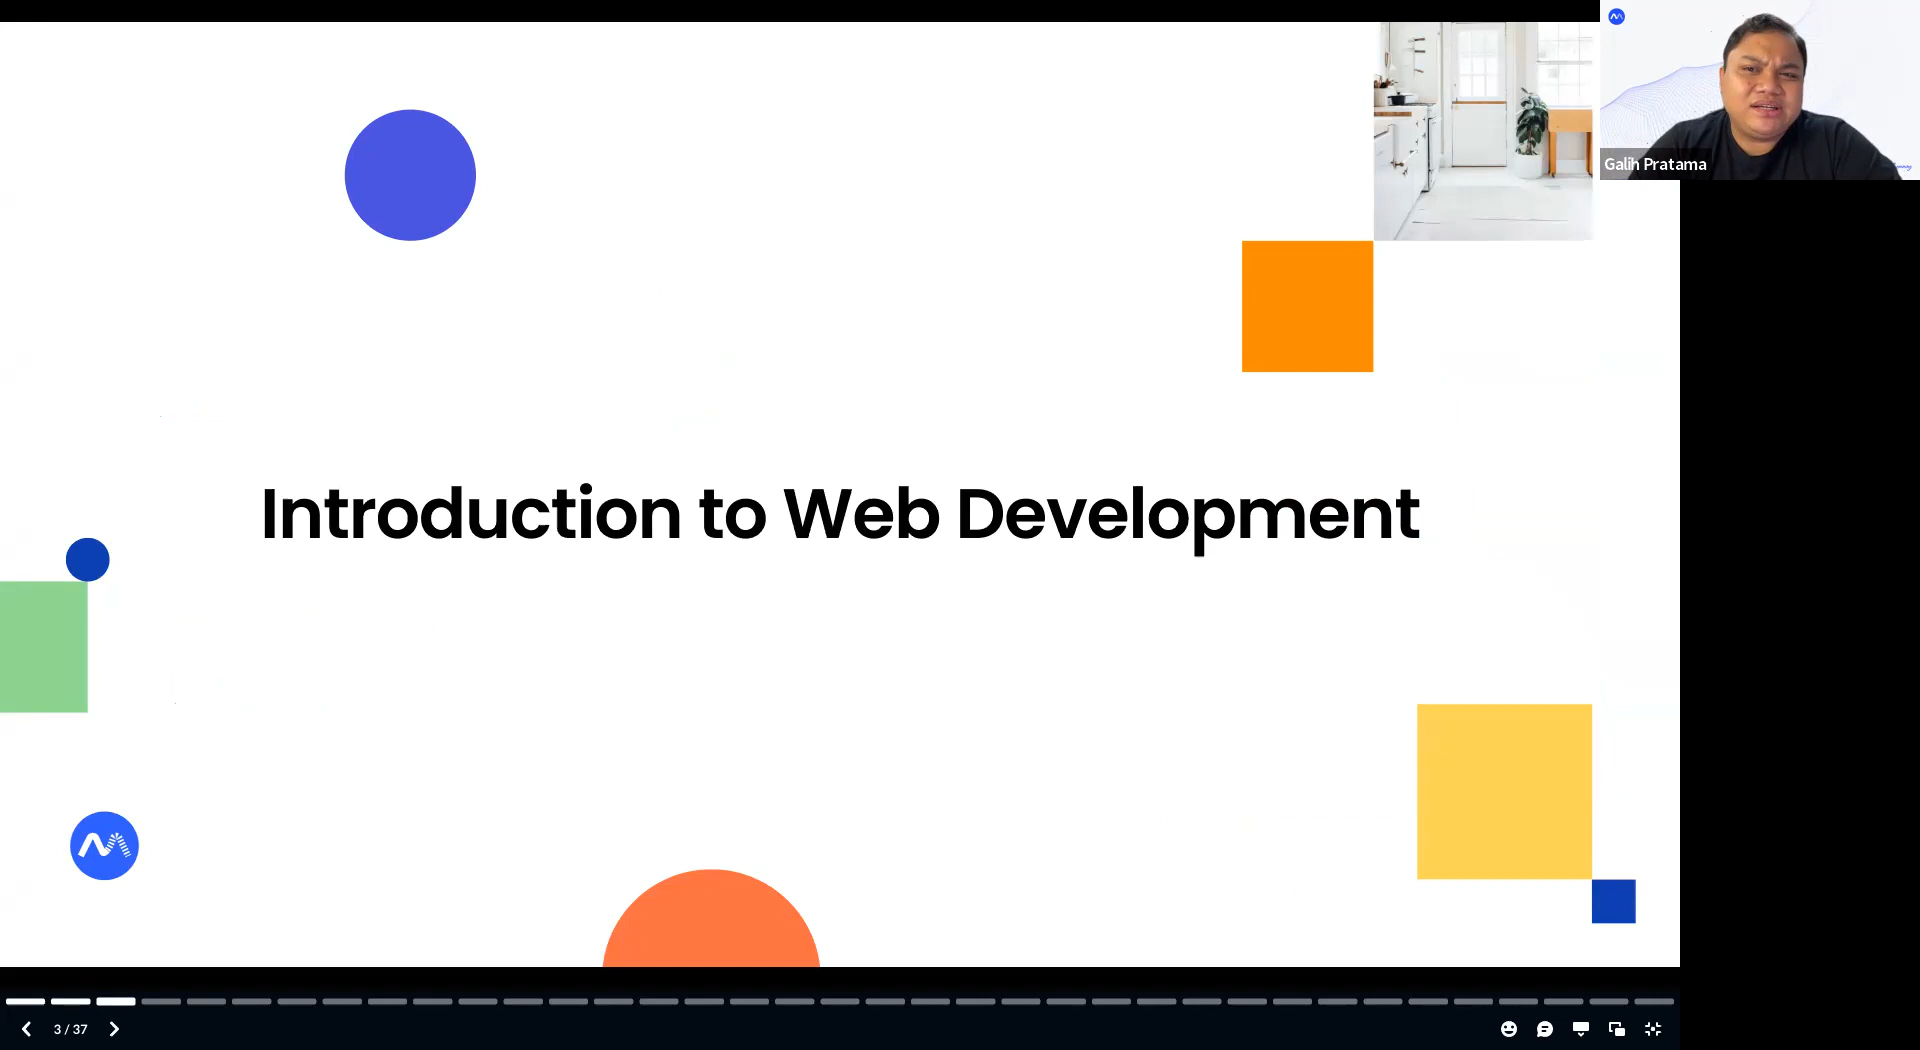 Galih Pratama
Introduction to Web Development
3 / 37